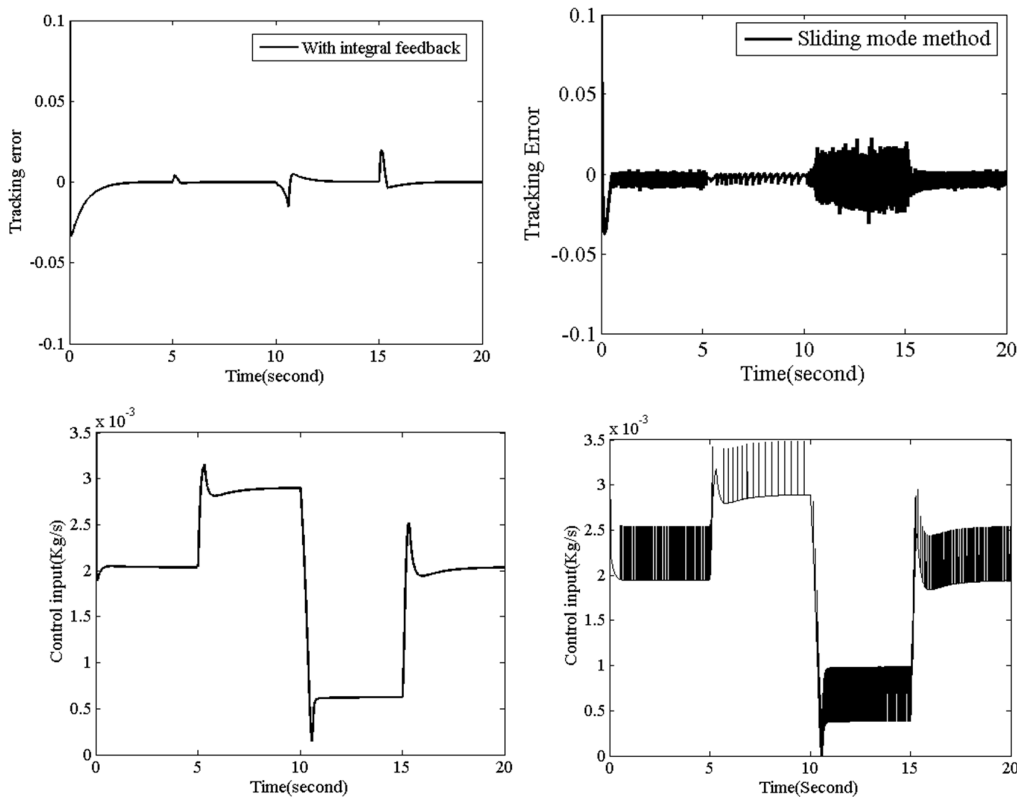 0.1
0.05
0
-0.05
-0.1
Tracking error
With integral feedback
0 5 10 15 20
Time(second)
0.1
0.05
0
-0.05
-0.1
Tracking Error
Sliding mode method
0 5 10 15 20
Time(second)
x 10-3
3.5
3
2.5
2
1.5
1
0.5
0
Control input(Kg/s)
0 5 10 15 20
Time(second)
x 10-3
3.5
3
2.5
2
1.5
1
0.5
0
Control input(Kg/s)
0 5 10 15 20
Time(Second)